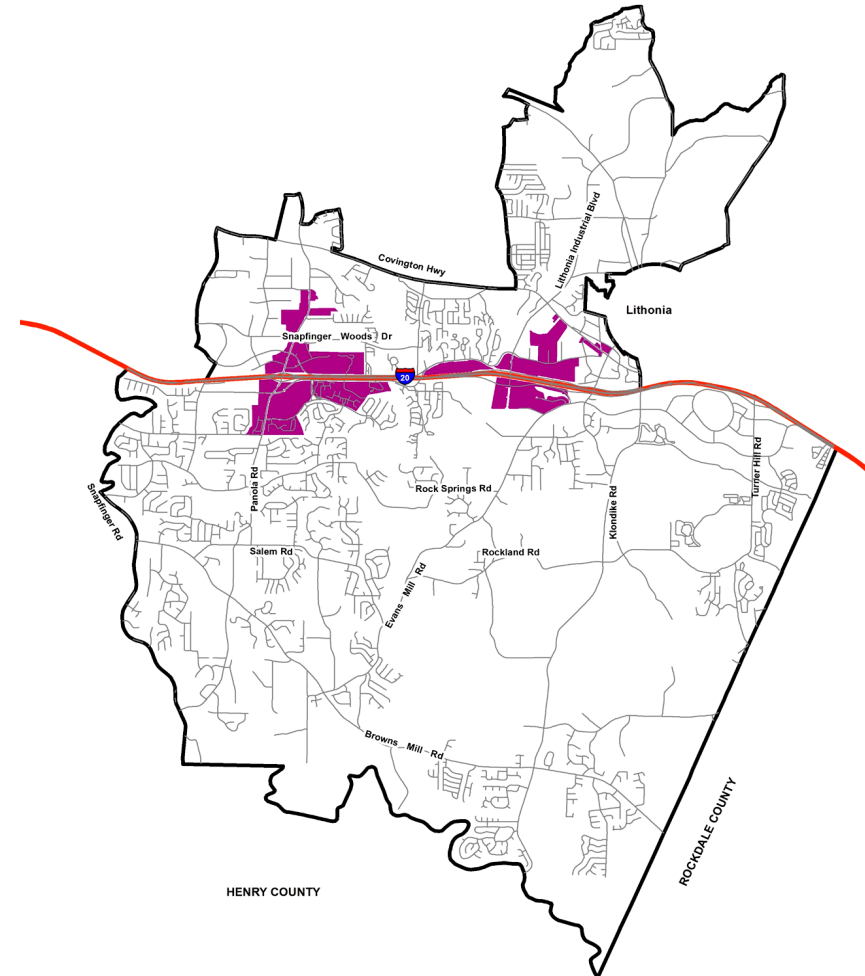 Covington Hwy
Lithonia Industrial Blvd
Lithonia
Snapfinger Woods Dr
20
Turner Hill Rd
Panola Rd
Rock Springs Rd
Klondike Rd
Snapfinger Rd
Salem Rd
Rockland Rd
Evans Mill Rd
Browns Mill Rd
ROCKDALE COUNTY
HENRY COUNTY